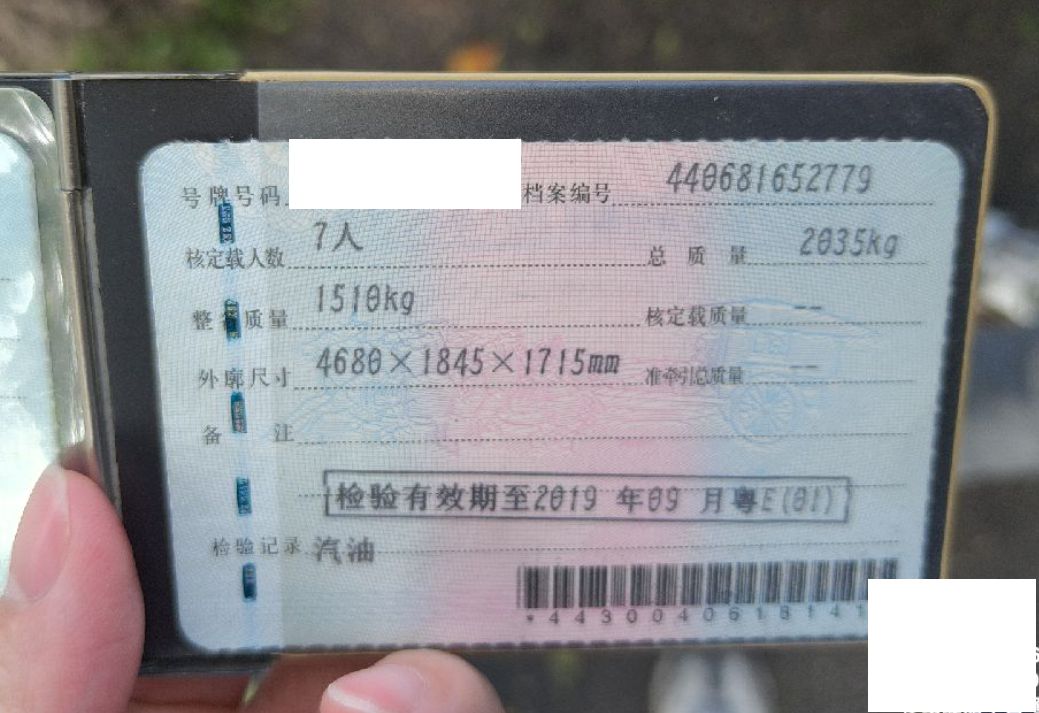 号牌号码 档案编号 440681652779
核定载人数 7人 总质量 2035kg
整备质量 1510kg 核定载质量 --
外廓尺寸 4680×1845×1715mm 准牵引总质量 --
备注
检验有效期至2019年09月粤E(01)
检验记录 汽油
*4430040618141